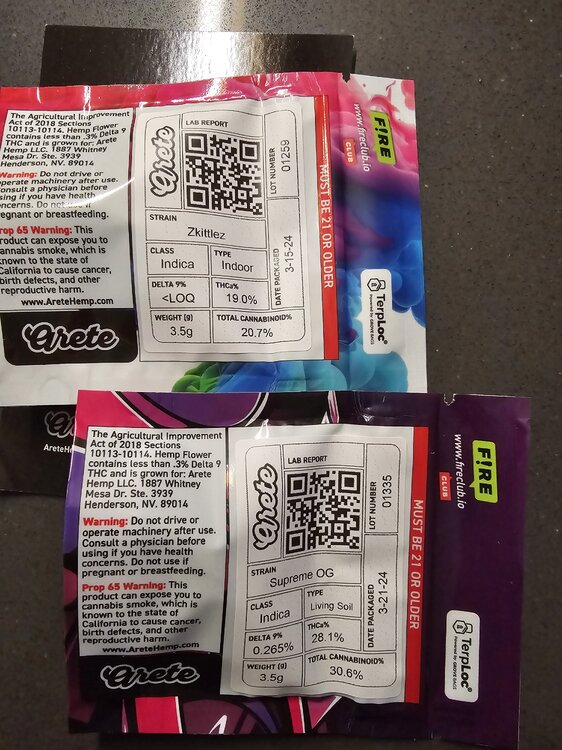 The Agricultural Improvement
Act of 2018 Sections
10113-10114. Hemp Flower
contains less than .3% Delta 9
THC and is grown for: Arete
Hemp LLC. 1887 Whitney
Mesa Dr. Ste. 3939
Henderson, NV. 89014
Warning: Do not drive or
operate machinery after use.
Consult a physician before
using if you have health
concerns. Do not use if
pregnant or breastfeeding.
Prop 65 Warning: This
product can expose you to
cannabis smoke, which is
known to the state of
California to cause cancer,
birth defects, and other
reproductive harm.
www.AreteHemp.com
Arete
Arete
LAB REPORT
LOT NUMBER
01259
STRAIN
Zkittlez
CLASS
Indica
TYPE
Indoor
DATE PACKAGED
3-15-24
DELTA 9%
<LOQ
THCa%
19.0%
WEIGHT (g)
3.5g
TOTAL CANNABINOID%
20.7%
MUST BE 21 OR OLDER
F!RE
CLUB
www.fireclub.io
TerpLoc
Powered by GROVE BAGS
The Agricultural Improvement
Act of 2018 Sections
10113-10114. Hemp Flower
contains less than .3% Delta 9
THC and is grown for: Arete
Hemp LLC. 1887 Whitney
Mesa Dr. Ste. 3939
Henderson, NV. 89014
Warning: Do not drive or
operate machinery after use.
Consult a physician before
using if you have health
concerns. Do not use if
pregnant or breastfeeding.
Prop 65 Warning: This
product can expose you to
cannabis smoke, which is
known to the state of
California to cause cancer,
birth defects, and other
reproductive harm.
www.AreteHemp.com
Arete
Arete
LAB REPORT
LOT NUMBER
01335
STRAIN
Supreme OG
CLASS
Indica
TYPE
Living Soil
DATE PACKAGED
3-21-24
DELTA 9%
0.265%
THCa%
28.1%
WEIGHT (g)
3.5g
TOTAL CANNABINOID%
30.6%
MUST BE 21 OR OLDER
F!RE
CLUB
www.fireclub.io
TerpLoc
Powered by GROVE BAGS